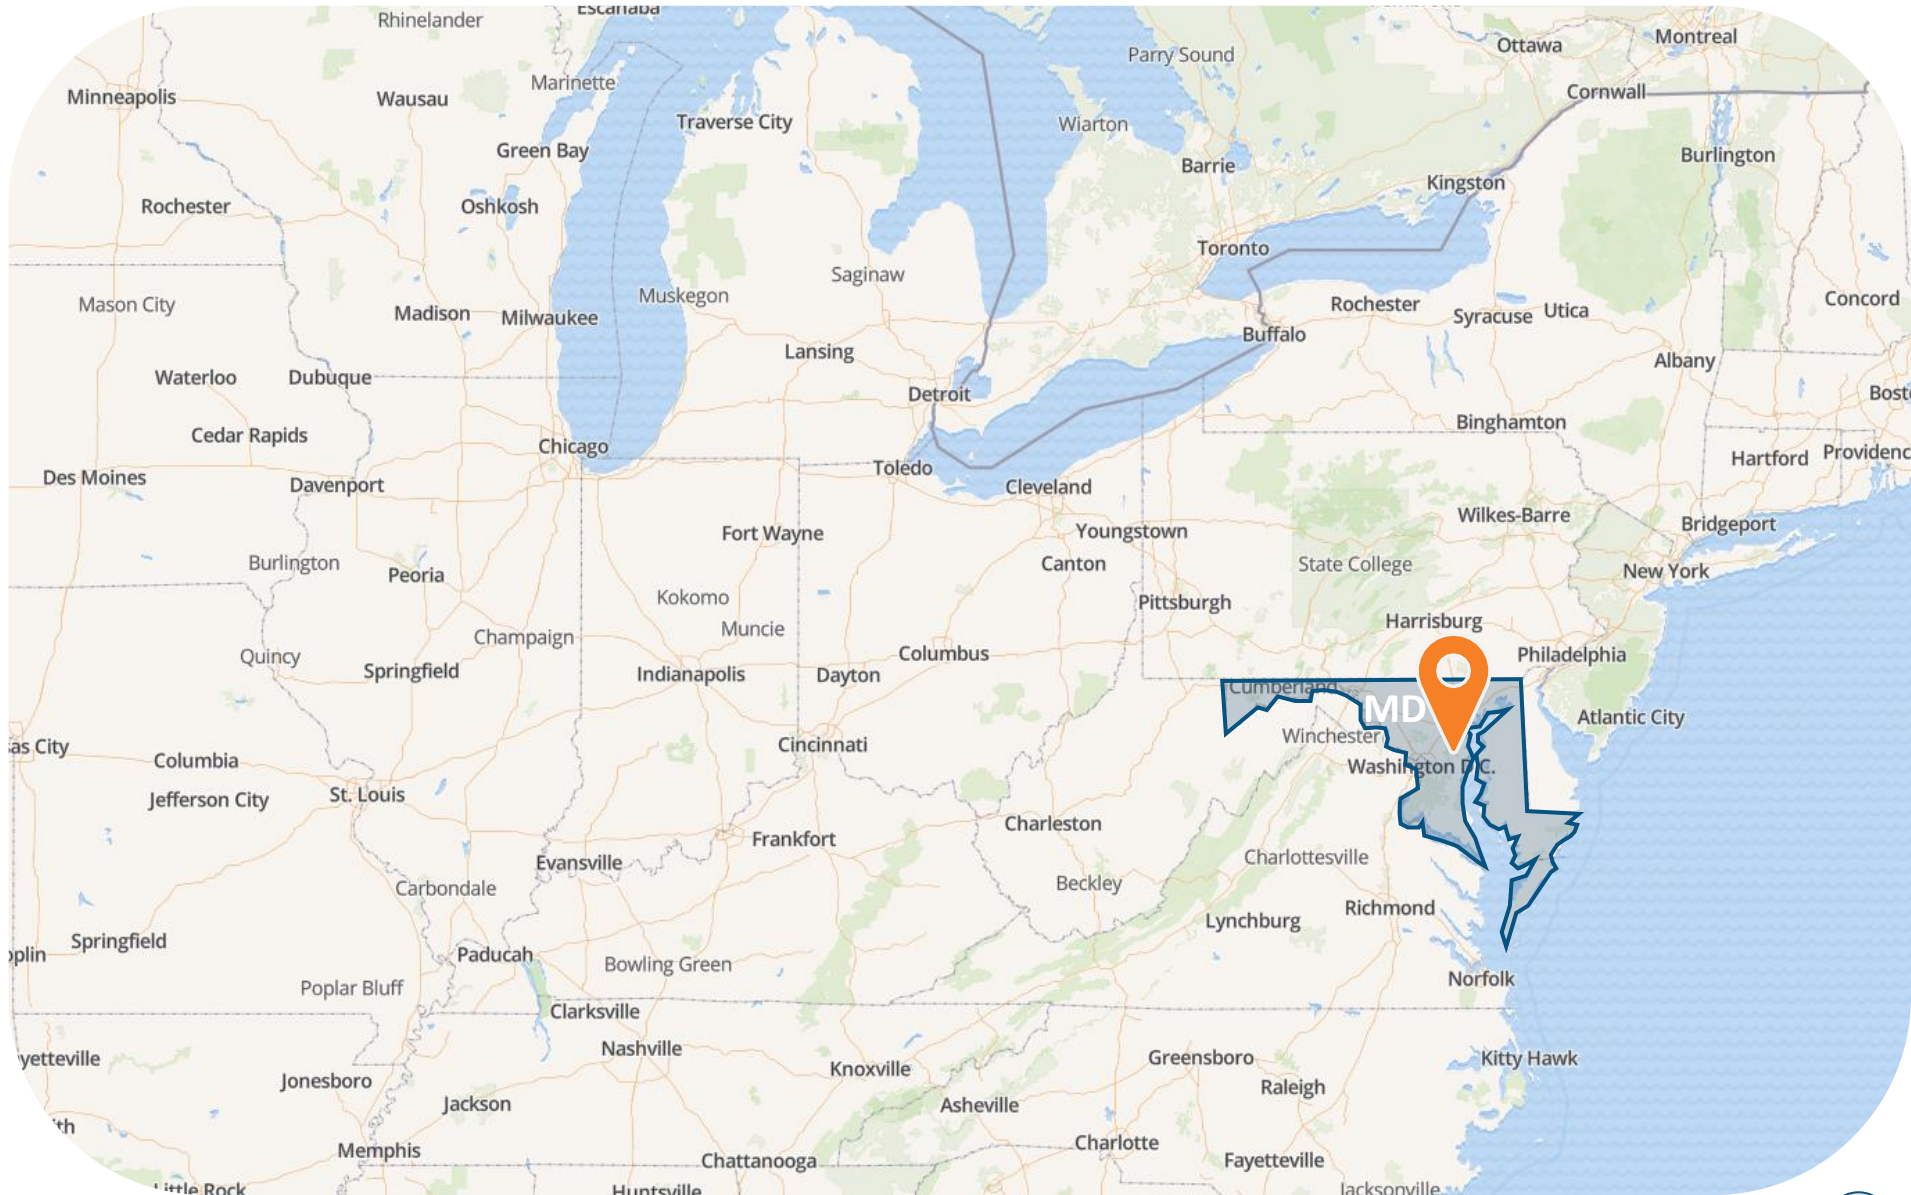 Escanaba
Rhinelander
Parry Sound
Ottawa
Montreal
Minneapolis
Wausau
Marinette
Cornwall
Traverse City
Wiarton
Green Bay
Barrie
Burlington
Kingston
Rochester
Oshkosh
Toronto
Saginaw
Mason City
Muskegon
Madison
Milwaukee
Rochester
Syracuse
Utica
Concord
Buffalo
Lansing
Albany
Waterloo
Dubuque
Detroit
Bost
Cedar Rapids
Binghamton
Chicago
Toledo
Hartford
Providenc
Des Moines
Davenport
Cleveland
Wilkes-Barre
Bridgeport
Fort Wayne
Youngstown
Burlington
Peoria
Canton
State College
New York
Kokomo
Pittsburgh
Muncie
Harrisburg
Champaign
Quincy
Springfield
Indianapolis
Dayton
Columbus
Philadelphia
Cumberland
MD
Atlantic City
as City
Cincinnati
Winchester
Columbia
Washington D.C.
Jefferson City
St. Louis
Charleston
Frankfort
Evansville
Charlottesville
Carbondale
Beckley
Richmond
Lynchburg
Springfield
oplin
Paducah
Bowling Green
Poplar Bluff
Norfolk
Clarksville
yetteville
Nashville
Knoxville
Greensboro
Kitty Hawk
Jonesboro
Raleigh
Jackson
Asheville
th
Memphis
Charlotte
Chattanooga
Fayetteville
Little Rock
Huntsville
Jacksonville